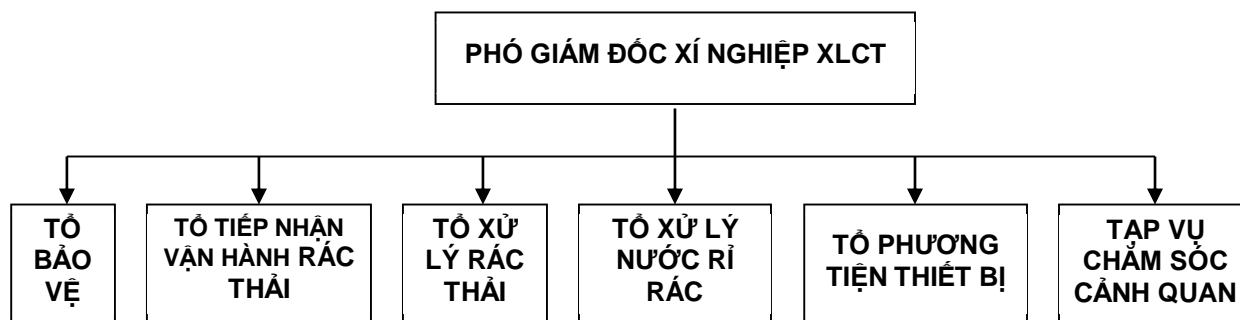 PHÓ GIÁM ĐỐC XÍ NGHIỆP XLCT
TỔ
BẢO
VỆ
TỔ TIẾP NHẬN
VẬN HÀNH RÁC
THẢI
TỔ XỬ
LÝ RÁC
THẢI
TỔ XỬ LÝ
NƯỚC RỈ
RÁC
TỔ PHƯƠNG
TIỆN THIẾT BỊ
TẠP VỤ
CHĂM SÓC
CẢNH QUAN